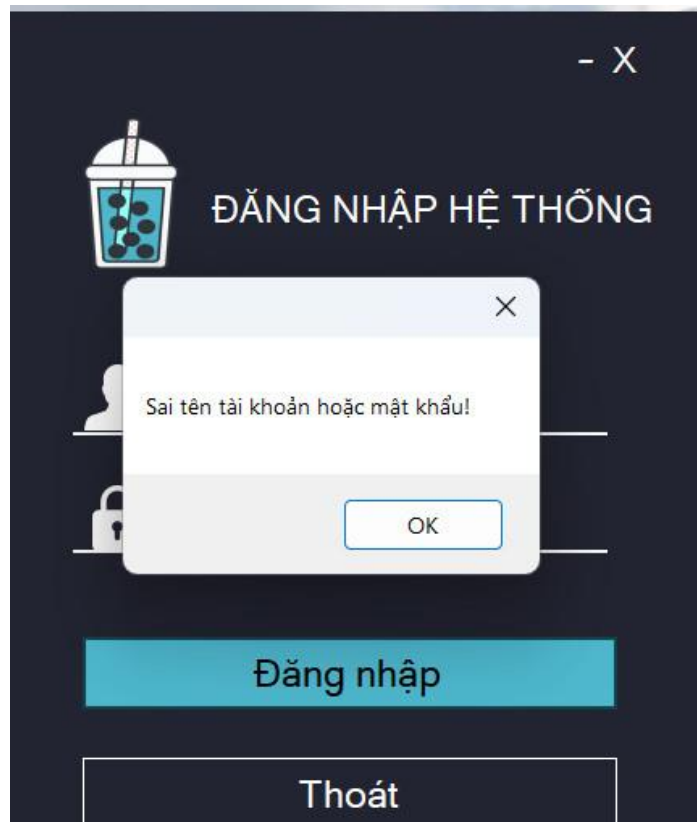 - X
ĐĂNG NHẬP HỆ THỐNG
Sai tên tài khoản hoặc mật khẩu!
OK
Đăng nhập
Thoát